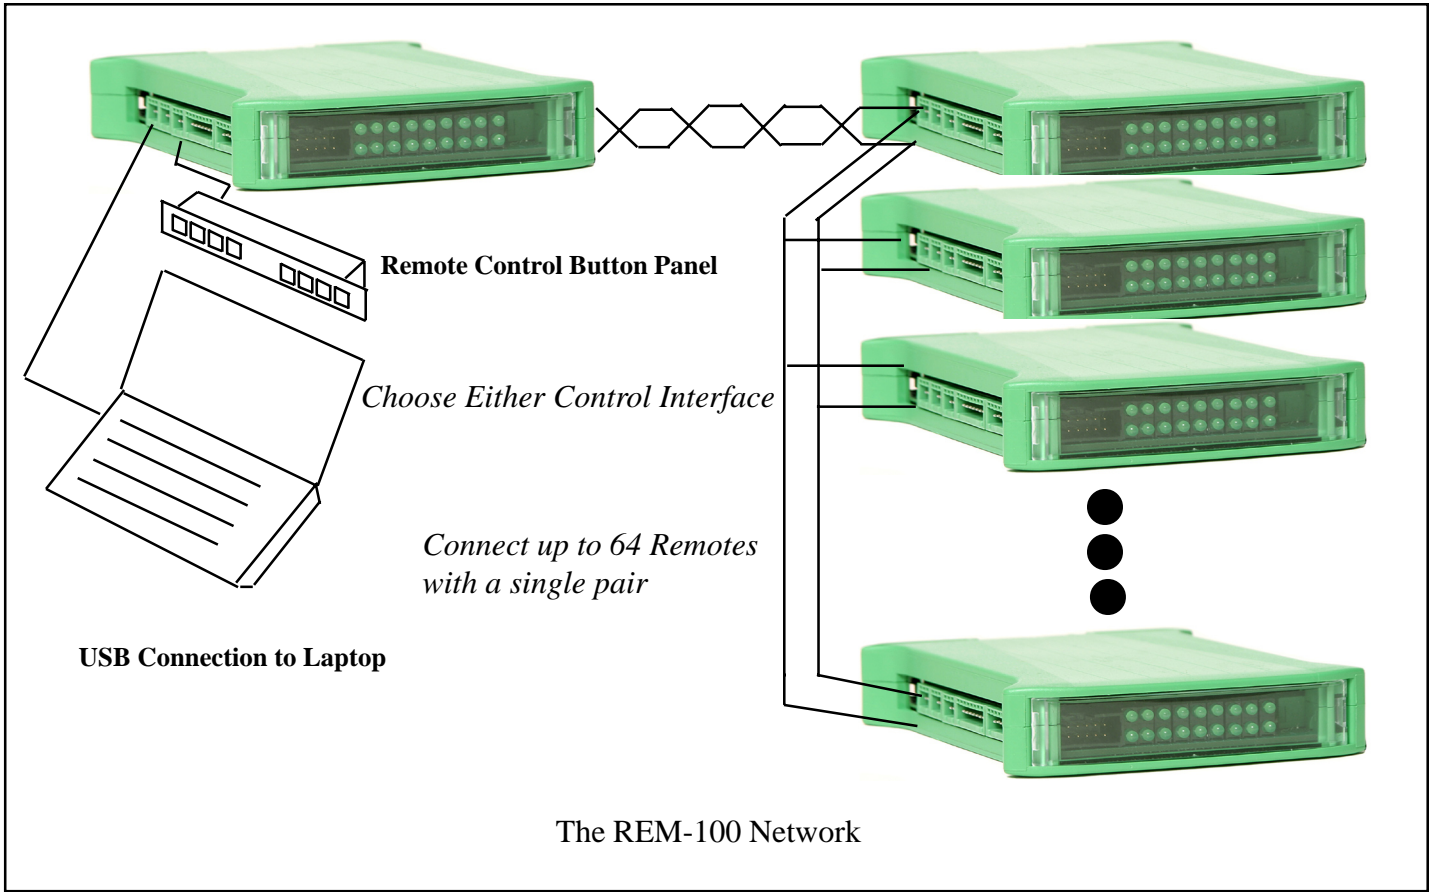 Remote Control Button Panel
Choose Either Control Interface
Connect up to 64 Remotes
with a single pair
USB Connection to Laptop
The REM-100 Network